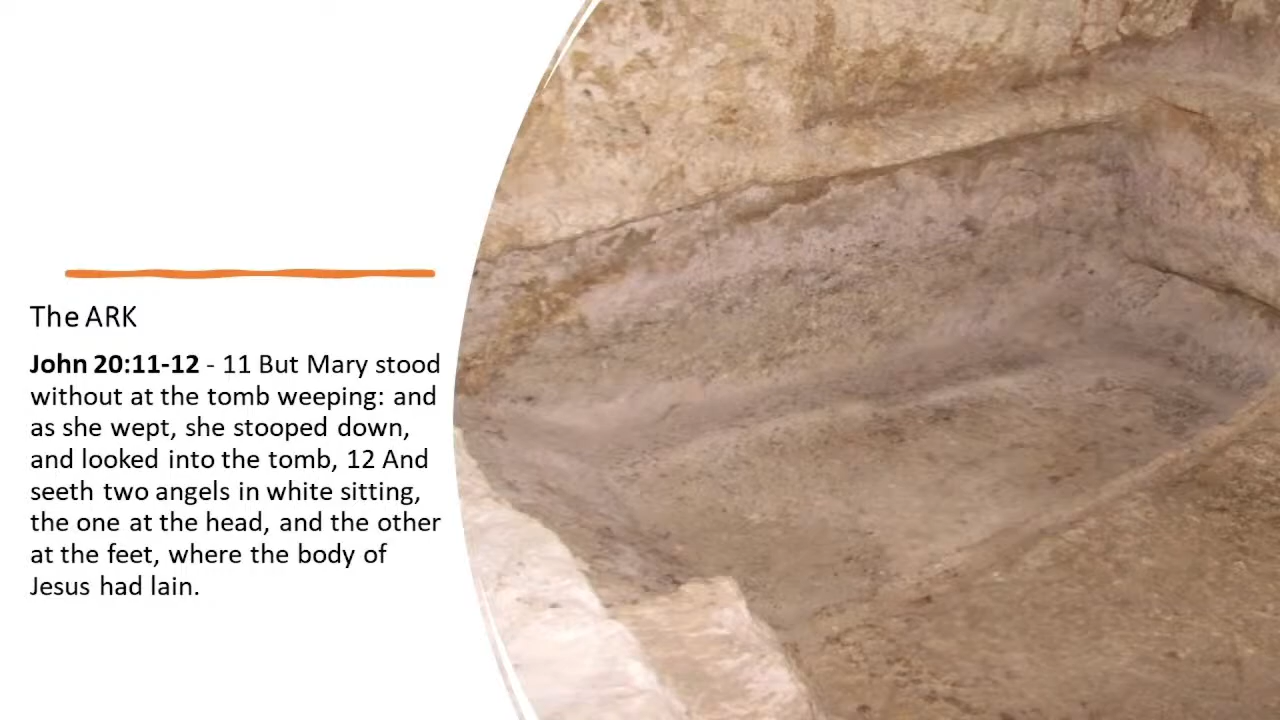 The ARK
John 20:11-12 - 11 But Mary stood
without at the tomb weeping: and
as she wept, she stooped down,
and looked into the tomb, 12 And
seeth two angels in white sitting,
the one at the head, and the other
at the feet, where the body of
Jesus had lain.